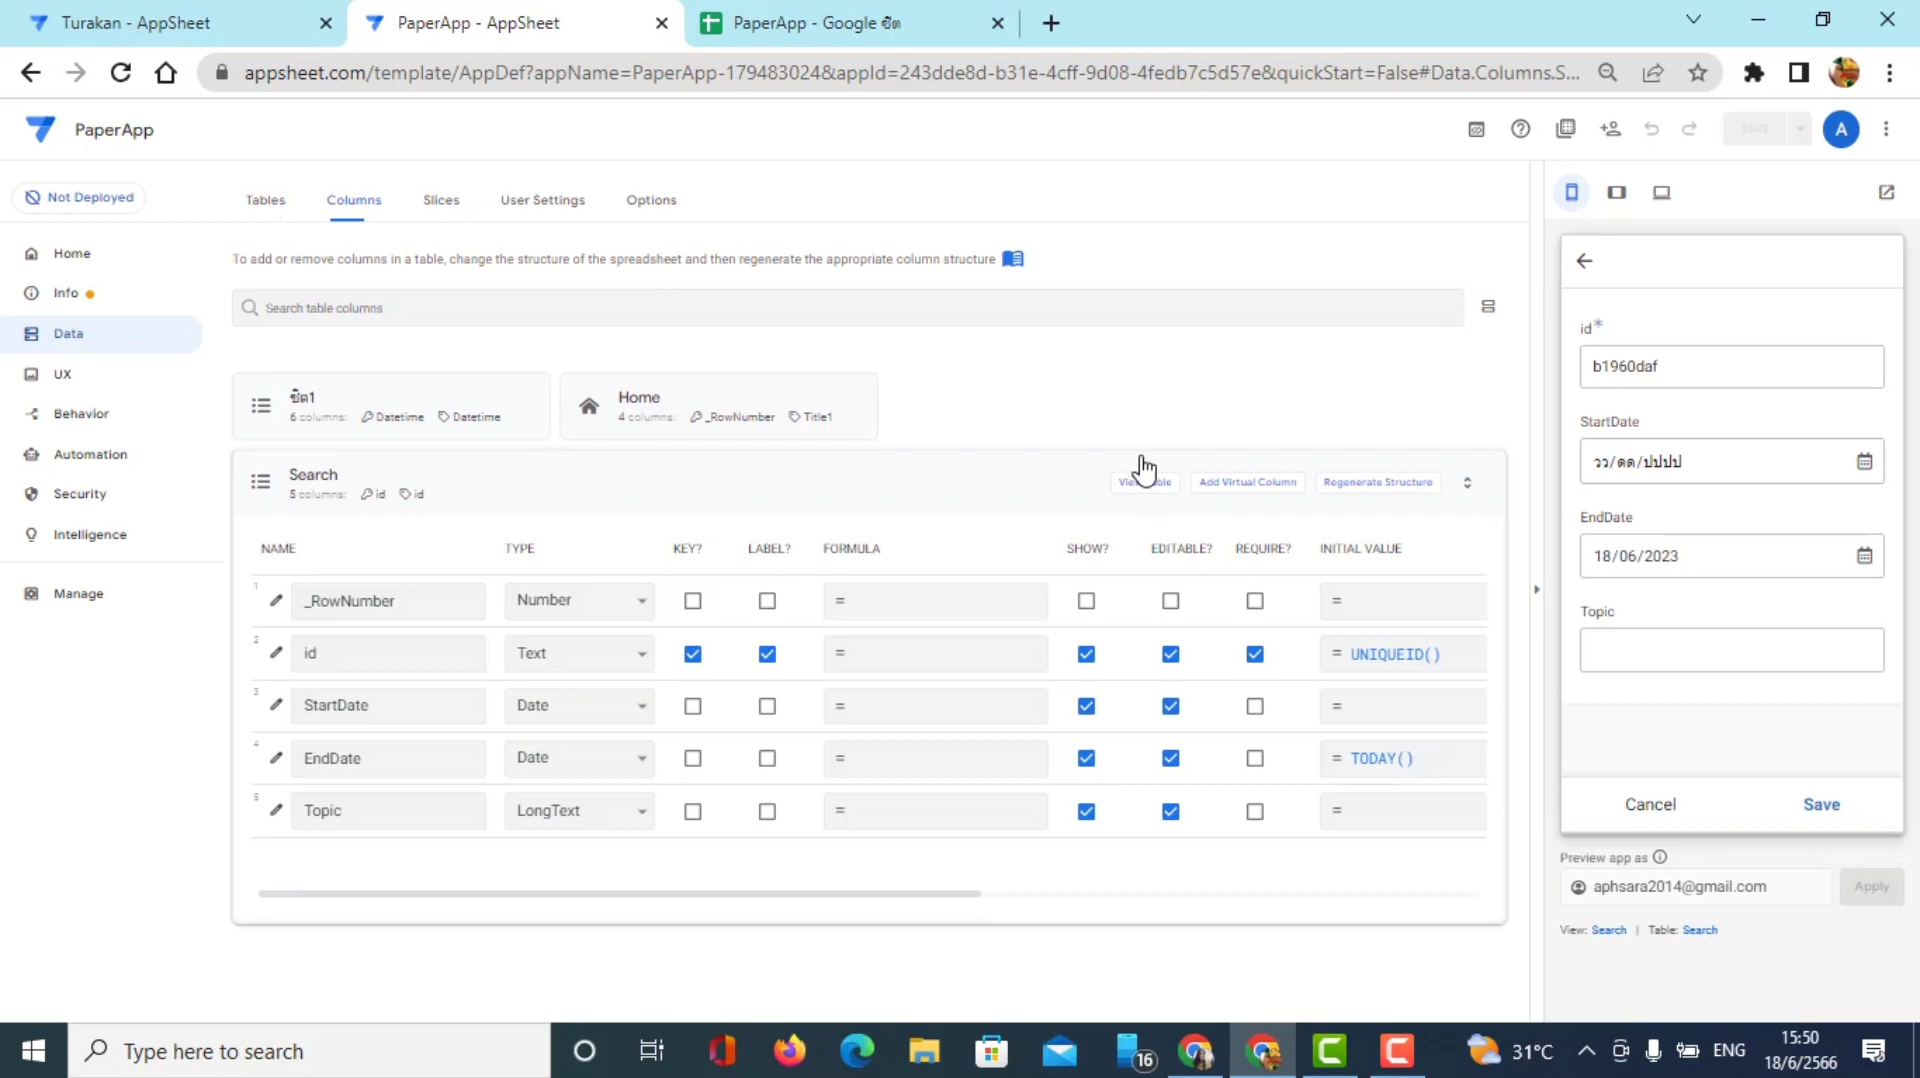 Turakan - AppSheet
PaperApp - AppSheet
PaperApp - Google ชีต
appsheet.com/template/AppDef?appName=PaperApp-179483024&appId=243dde8d-b31e-4cff-9d08-4fedb7c5d57e&quickStart=False#Data.Columns.S...
PaperApp
SAVE
A
Not Deployed
Tables
Columns
Slices
User Settings
Options
Home
Info
Data
UX
Behavior
Automation
Security
Intelligence
Manage
To add or remove columns in a table, change the structure of the spreadsheet and then regenerate the appropriate column structure
Search table columns
ชีต1
6 columns: Datetime Datetime
Home
4 columns: _RowNumber Title1
Search
5 columns: id id
Add Virtual Column
Regenerate Structure
NAME TYPE KEY? LABEL? FORMULA SHOW? EDITABLE? REQUIRE? INITIAL VALUE
1 _RowNumber Number = =
2 id Text = = UNIQUEID()
3 StartDate Date = =
4 EndDate Date = = TODAY()
5 Topic LongText = =
id*
b1960daf
StartDate
วว/ดด/ปปปป
EndDate
18/06/2023
Topic
Cancel
Save
Preview app as
aphsara2014@gmail.com
Apply
View: Search | Table: Search
Type here to search
16
31°C
ENG
15:50
18/6/2566